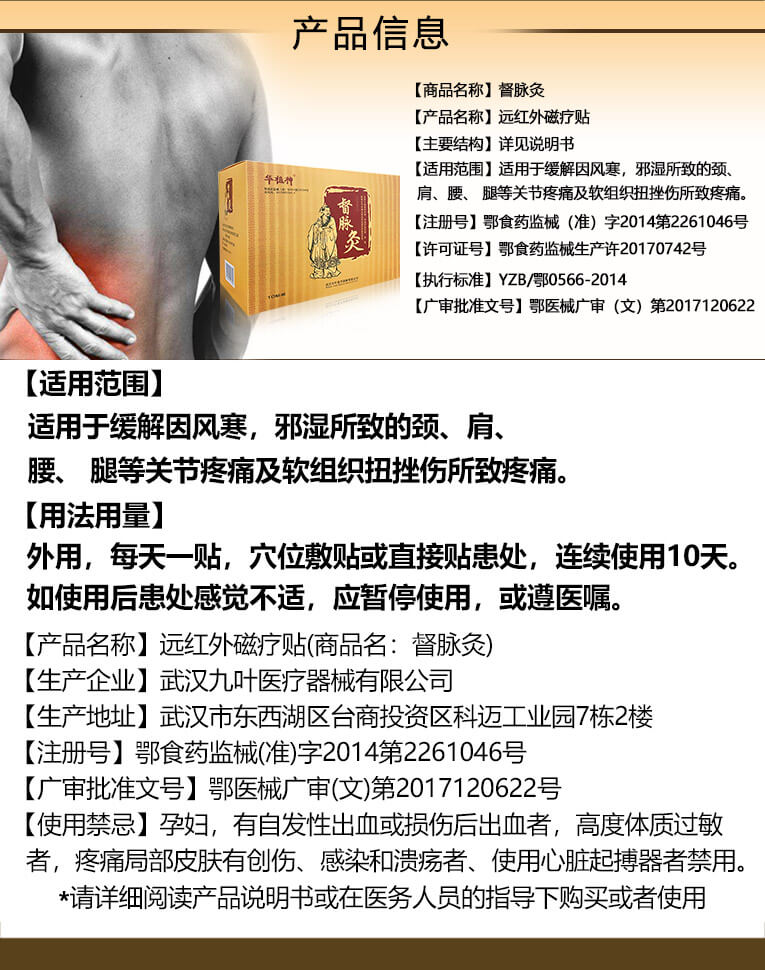 产品信息
【商品名称】督脉灸
【产品名称】远红外磁疗贴
【主要结构】详见说明书
【适用范围】适用于缓解因风寒，邪湿所致的颈、
肩、腰、 腿等关节疼痛及软组织扭挫伤所致疼痛。
【注册号】鄂食药监械（准）字2014第2261046号
【许可证号】鄂食药监械生产许20170742号
【执行标准】YZB/鄂0566-2014
【广审批准文号】鄂医械广审（文）第2017120622
华植神
督脉灸
【适用范围】
适用于缓解因风寒，邪湿所致的颈、肩、
腰、 腿等关节疼痛及软组织扭挫伤所致疼痛。
【用法用量】
外用，每天一贴，穴位敷贴或直接贴患处，连续使用10天。
如使用后患处感觉不适，应暂停使用，或遵医嘱。
【产品名称】远红外磁疗贴(商品名：督脉灸)
【生产企业】武汉九叶医疗器械有限公司
【生产地址】武汉市东西湖区台商投资区科迈工业园7栋2楼
【注册号】鄂食药监械(准)字2014第2261046号
【广审批准文号】鄂医械广审(文)第2017120622号
【使用禁忌】孕妇，有自发性出血或损伤后出血者，高度体质过敏
者，疼痛局部皮肤有创伤、感染和溃疡者、使用心脏起搏器者禁用。
*请详细阅读产品说明书或在医务人员的指导下购买或者使用